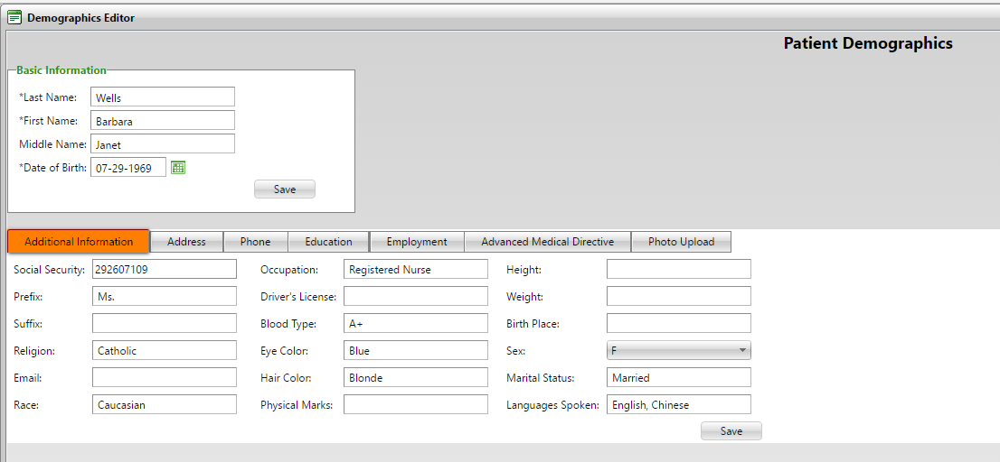 Demographics Editor
Patient Demographics
Basic Information
*Last Name: Wells
*First Name: Barbara
Middle Name: Janet
*Date of Birth: 07-29-1969
Save
Additional Information Address Phone Education Employment Advanced Medical Directive Photo Upload
Social Security: 292607109 Occupation: Registered Nurse Height:
Prefix: Ms. Driver's License: Weight:
Suffix: Blood Type: A+ Birth Place:
Religion: Catholic Eye Color: Blue Sex: F
Email: Hair Color: Blonde Marital Status: Married
Race: Caucasian Physical Marks: Languages Spoken: English, Chinese
Save